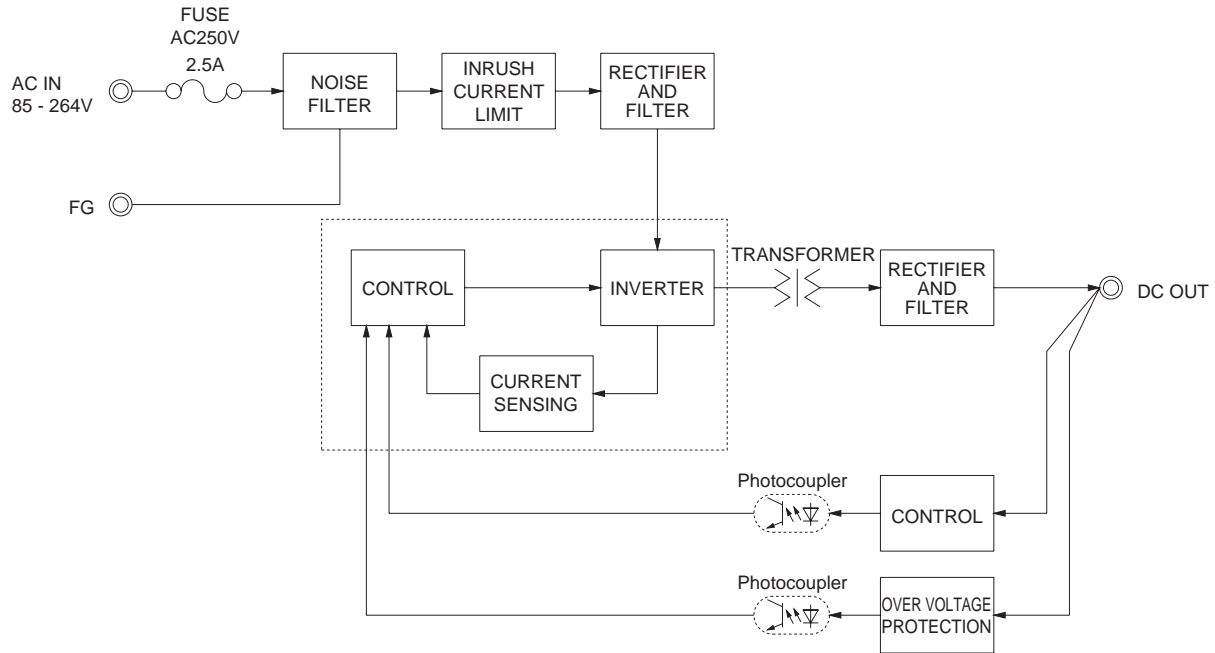 FUSE
AC250V
2.5A
AC IN
85 - 264V
NOISE
FILTER
INRUSH
CURRENT
LIMIT
RECTIFIER
AND
FILTER
FG
CONTROL
INVERTER
TRANSFORMER
RECTIFIER
AND
FILTER
DC OUT
CURRENT
SENSING
Photocoupler
CONTROL
Photocoupler
OVER VOLTAGE
PROTECTION